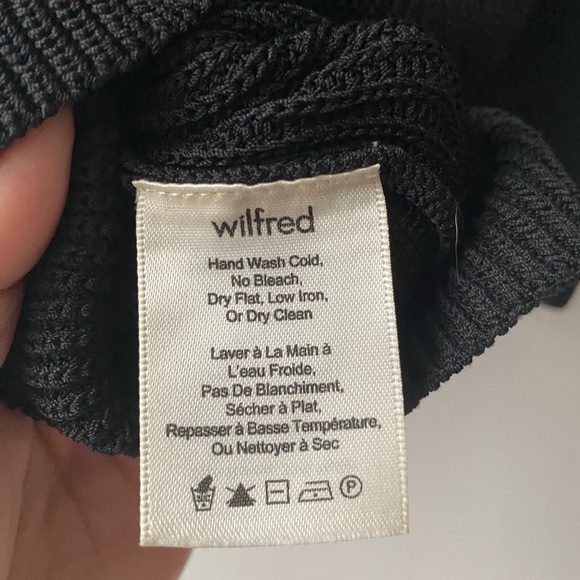 wilfred
Hand Wash Cold,
No Bleach,
Dry Flat, Low Iron,
Or Dry Clean
Laver à La Main à
L'eau Froide,
Pas De Blanchiment,
Sécher à Plat,
Repasser à Basse Température,
Ou Nettoyer à Sec
P